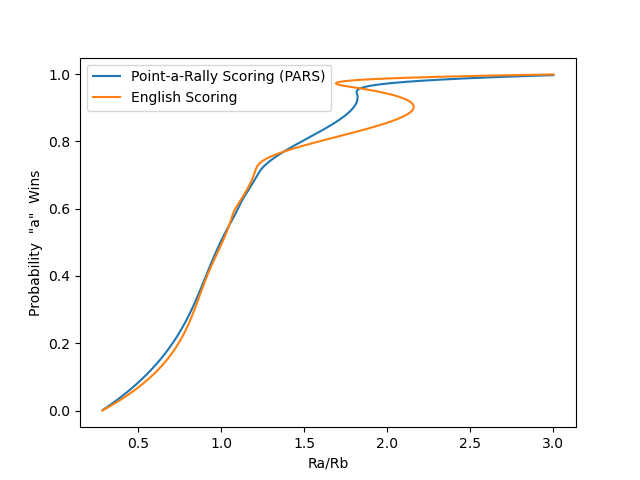 Point-a-Rally Scoring (PARS)
English Scoring
Probability "a" Wins
1.0
0.8
0.6
0.4
0.2
0.0
0.5 1.0 1.5 2.0 2.5 3.0
Ra/Rb